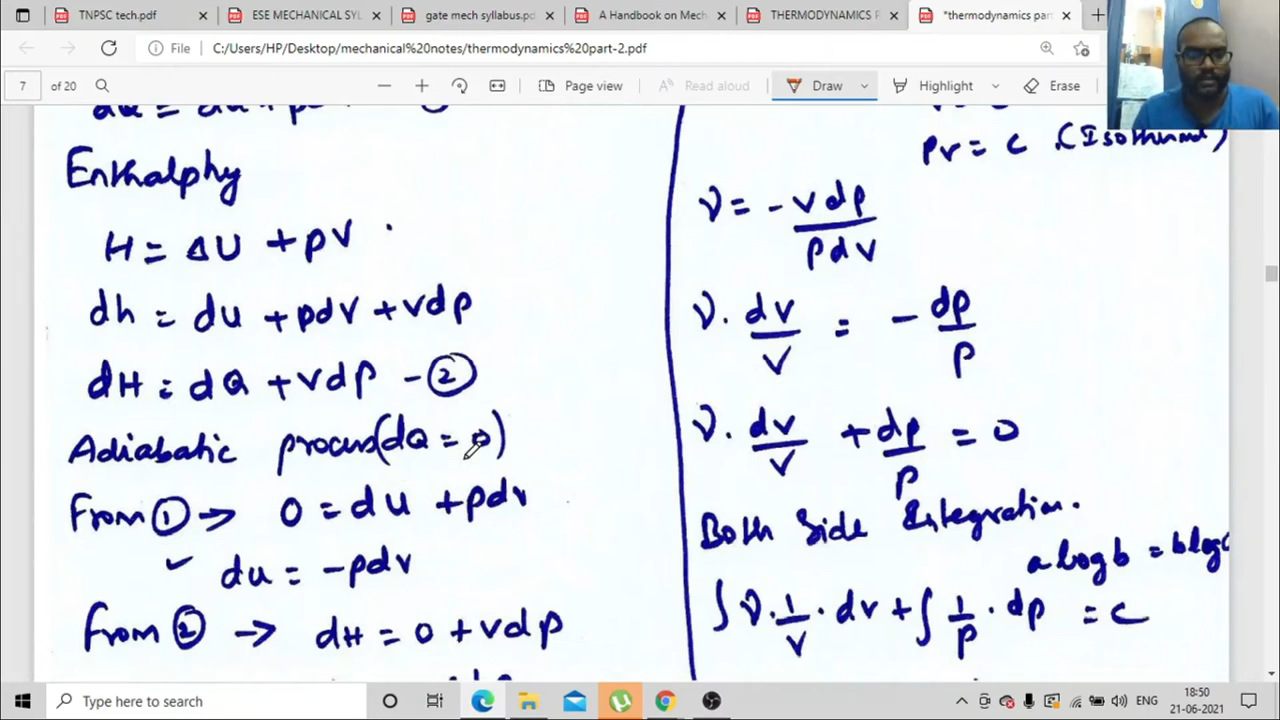 TNPSC tech.pdf
ESE MECHANICAL SYL
gate mech syllabus.pd
A Handbook on Mech
THERMODYNAMICS P
*thermodynamics par
File
C:/Users/HP/Desktop/mechanical%20notes/thermodynamics%20part-2.pdf
7 of 20
Page view
Read aloud
Draw
Highlight
Erase
Enthalphy
H = ΔU + pV
dh = du + pdv + vdp
dH = dQ + vdp - ②
Adiabatic process(dQ = 0)
From ① → 0 = du + pdv
✓ du = -pdv
From ② → dH = 0 + vdp
Pv = c (Isothermal)
γ = - vdp / pdv
γ. dv/v = - dp/p
γ. dv/v + dp/p = 0
Both Side Integration.
a log b = b log
∫ γ. 1/v . dv + ∫ 1/p . dp = c
Type here to search
ENG
18:50
21-06-2021